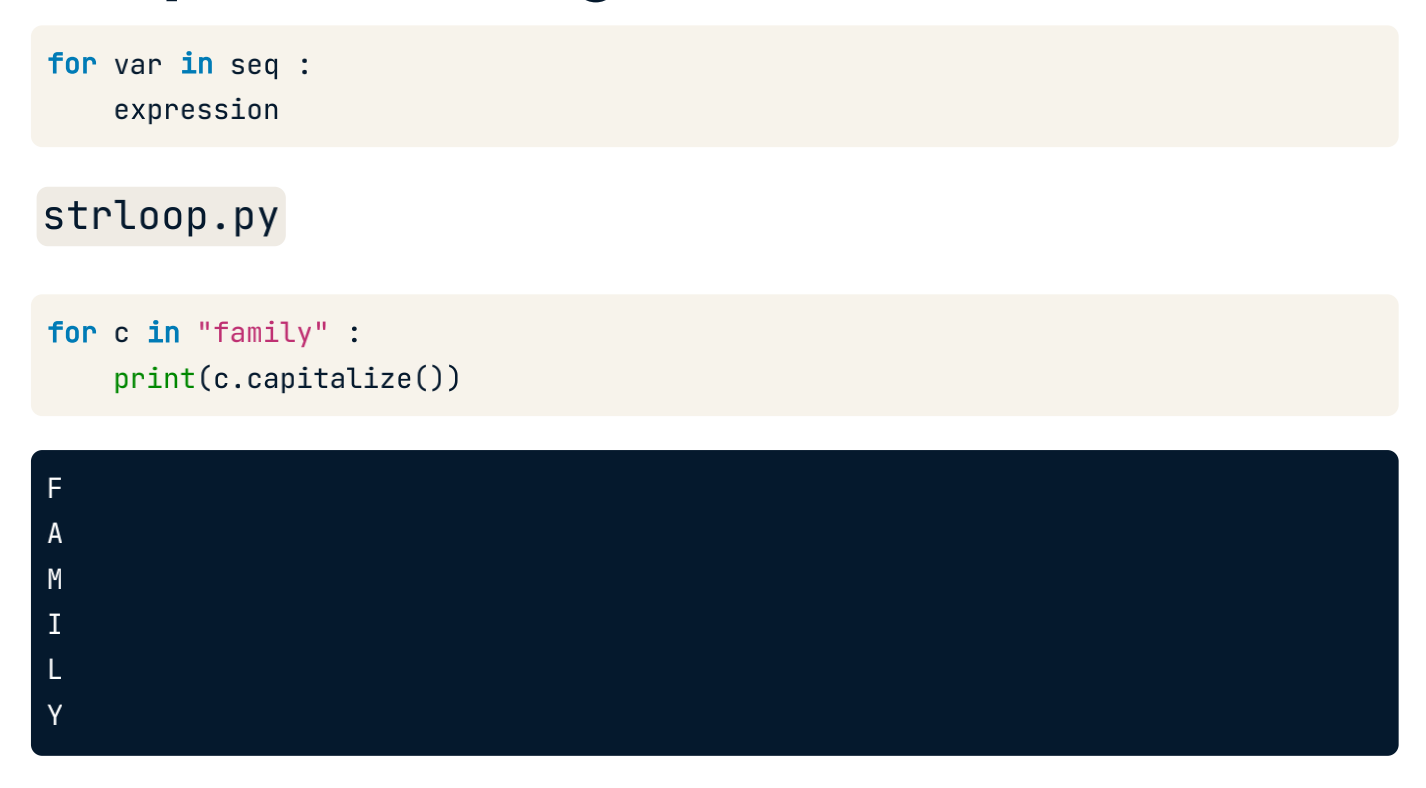 for var in seq :
    expression
strloop.py
for c in "family" :
    print(c.capitalize())
F
A
M
I
L
Y